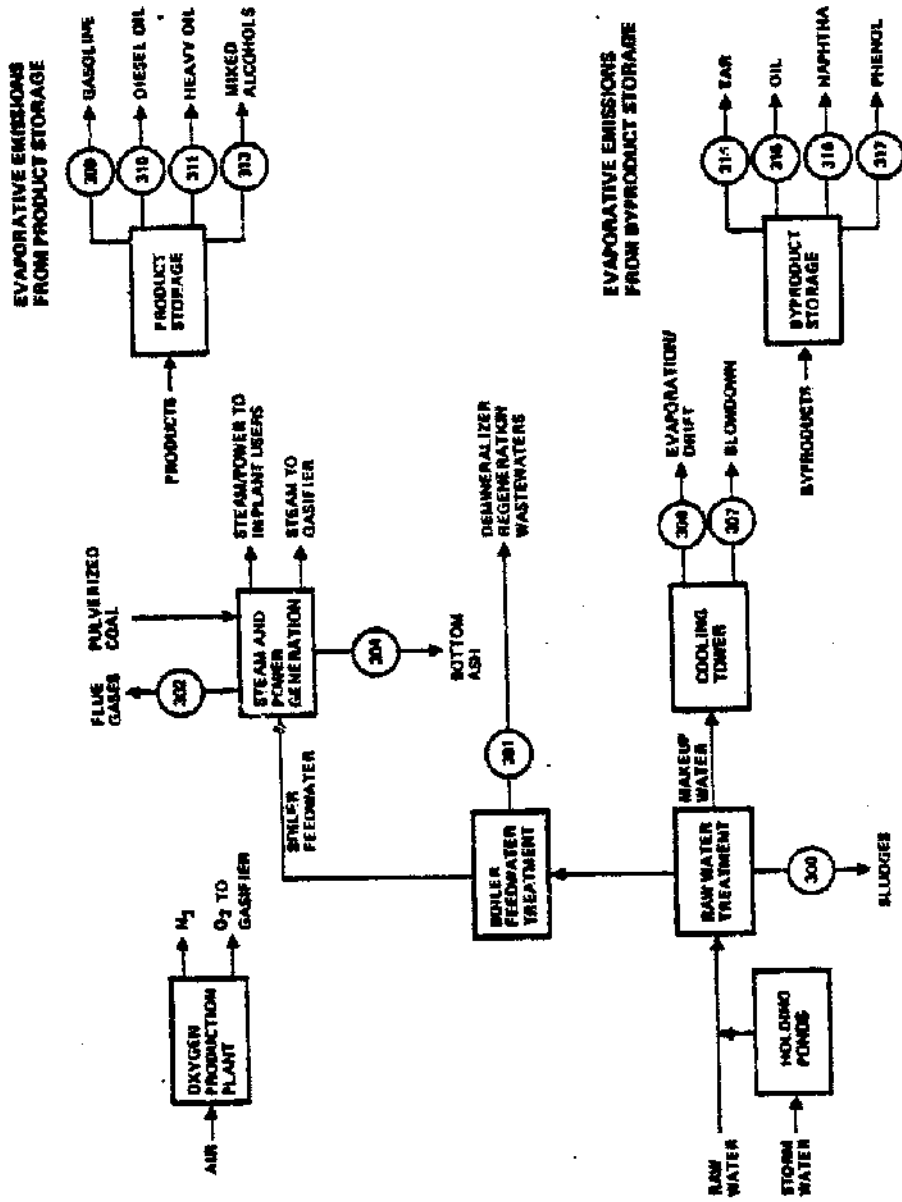 EVAPORATIVE EMISSIONS
FROM PRODUCT STORAGE
PRODUCTS
PRODUCT
STORAGE
309
GASOLINE
310
DIESEL OIL
311
HEAVY OIL
313
MIXED
ALCOHOLS
FLUE
GASES
PULVERIZED
COAL
302
STEAM AND
POWER
GENERATION
STEAM/POWER TO
INPLANT USERS
STEAM TO
GASIFIER
304
BOTTOM
ASH
AIR
OXYGEN
PRODUCTION
PLANT
N2
O2 TO
GASIFIER
BOILER
FEEDWATER
BOILER
FEEDWATER
TREATMENT
301
DEMINERALIZER
REGENERATION
WASTEWATERS
RAW
WATER
STORM
WATER
HOLDING
PONDS
RAW WATER
TREATMENT
300
SLUDGES
MAKEUP
WATER
COOLING
TOWER
EVAPORATION/
DRIFT
307
BLOWDOWN
EVAPORATIVE EMISSIONS
FROM BYPRODUCT STORAGE
BYPRODUCTS
BYPRODUCT
STORAGE
TAR
OIL
NAPHTHA
317
PHENOL